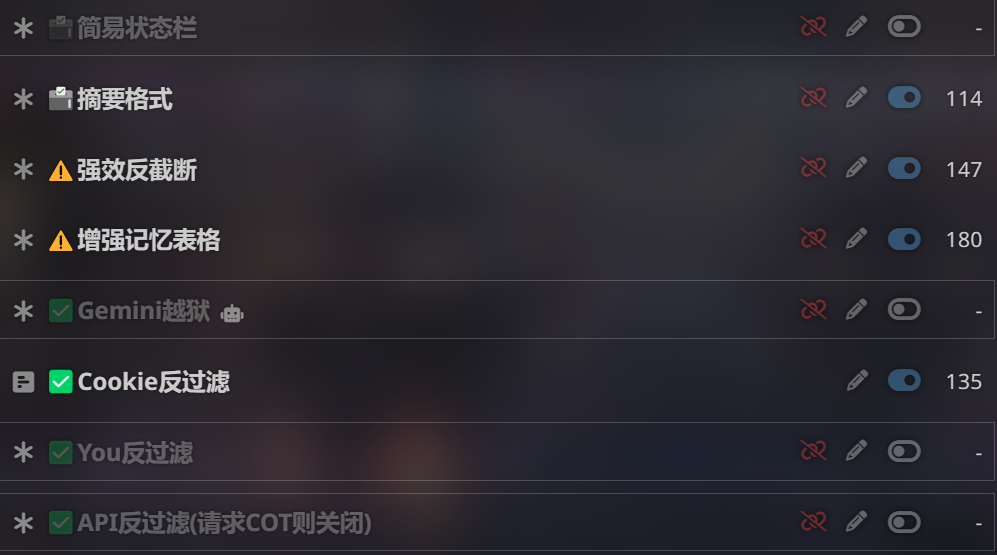 简易状态栏 -
摘要格式 114
强效反截断 147
增强记忆表格 180
Gemini越狱 -
Cookie反过滤 135
You反过滤 -
API反过滤(请求COT则关闭) -